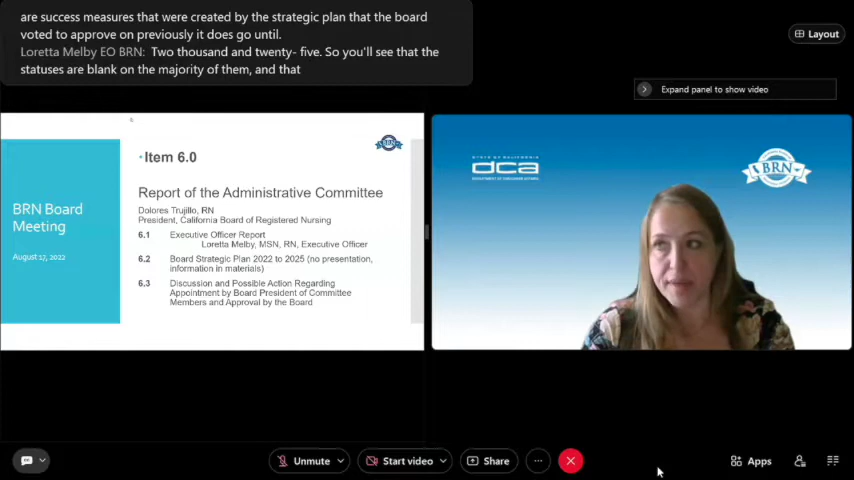 are success measures that were created by the strategic plan that the board
voted to approve on previously it does go until.
Loretta Melby EO BRN: Two thousand and twenty- five. So you'll see that the
statuses are blank on the majority of them, and that
Layout
Expand panel to show video
BRN Board
Meeting
August 17, 2022
•Item 6.0
BRN
Report of the Administrative Committee
Dolores Trujillo, RN
President, California Board of Registered Nursing
6.1 Executive Officer Report
Loretta Melby, MSN, RN, Executive Officer
6.2 Board Strategic Plan 2022 to 2025 (no presentation,
information in materials)
6.3 Discussion and Possible Action Regarding
Appointment by Board President of Committee
Members and Approval by the Board
STATE OF CALIFORNIA
dca
DEPARTMENT OF CONSUMER AFFAIRS
BRN
Unmute
Start video
Share
Apps